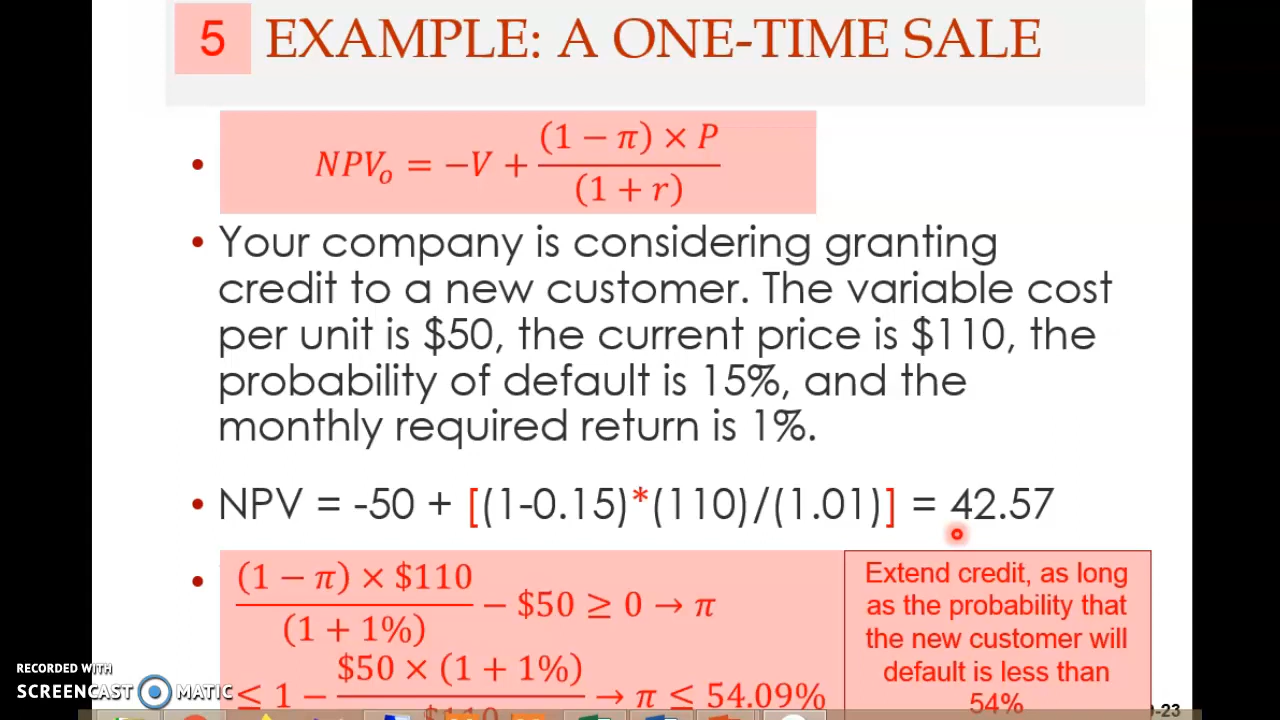 5 EXAMPLE: A ONE-TIME SALE
• NPVₒ = −V + (1 − π) × P / (1 + r)
• Your company is considering granting
credit to a new customer. The variable cost
per unit is $50, the current price is $110, the
probability of default is 15%, and the
monthly required return is 1%.
• NPV = -50 + [(1-0.15)*(110)/(1.01)] = 42.57
• (1 − π) × $110 / (1 + 1%) − $50 ≥ 0 → π
≤ 1 − $50 × (1 + 1%) / $110 → π ≤ 54.09%
Extend credit, as long
as the probability that
the new customer will
default is less than
54%
RECORDED WITH
SCREENCAST MATIC
9-23